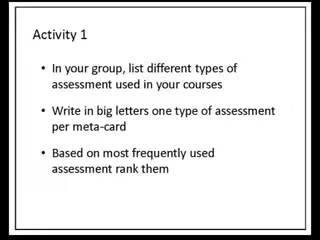 Activity 1
• In your group, list different types of
assessment used in your courses
• Write in big letters one type of assessment
per meta-card
• Based on most frequently used
assessment rank them